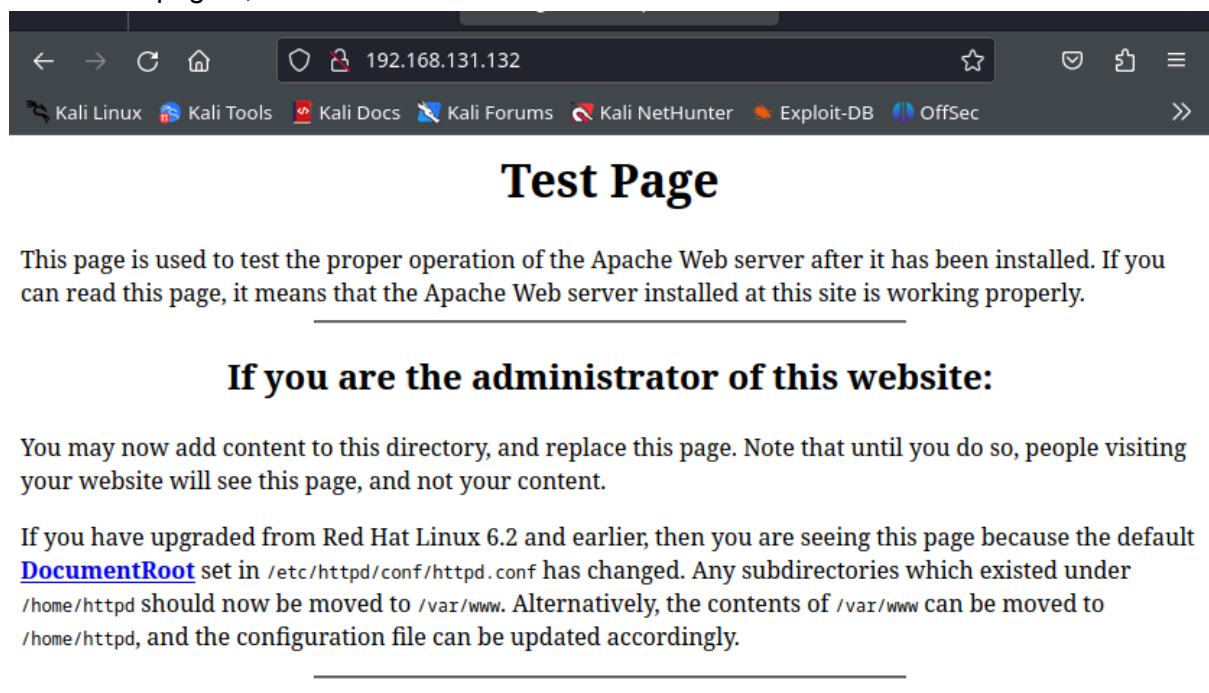 192.168.131.132
Kali Linux Kali Tools Kali Docs Kali Forums Kali NetHunter Exploit-DB OffSec
Test Page
This page is used to test the proper operation of the Apache Web server after it has been installed. If you
can read this page, it means that the Apache Web server installed at this site is working properly.
If you are the administrator of this website:
You may now add content to this directory, and replace this page. Note that until you do so, people visiting
your website will see this page, and not your content.
If you have upgraded from Red Hat Linux 6.2 and earlier, then you are seeing this page because the default
DocumentRoot set in /etc/httpd/conf/httpd.conf has changed. Any subdirectories which existed under
/home/httpd should now be moved to /var/www. Alternatively, the contents of /var/www can be moved to
/home/httpd, and the configuration file can be updated accordingly.